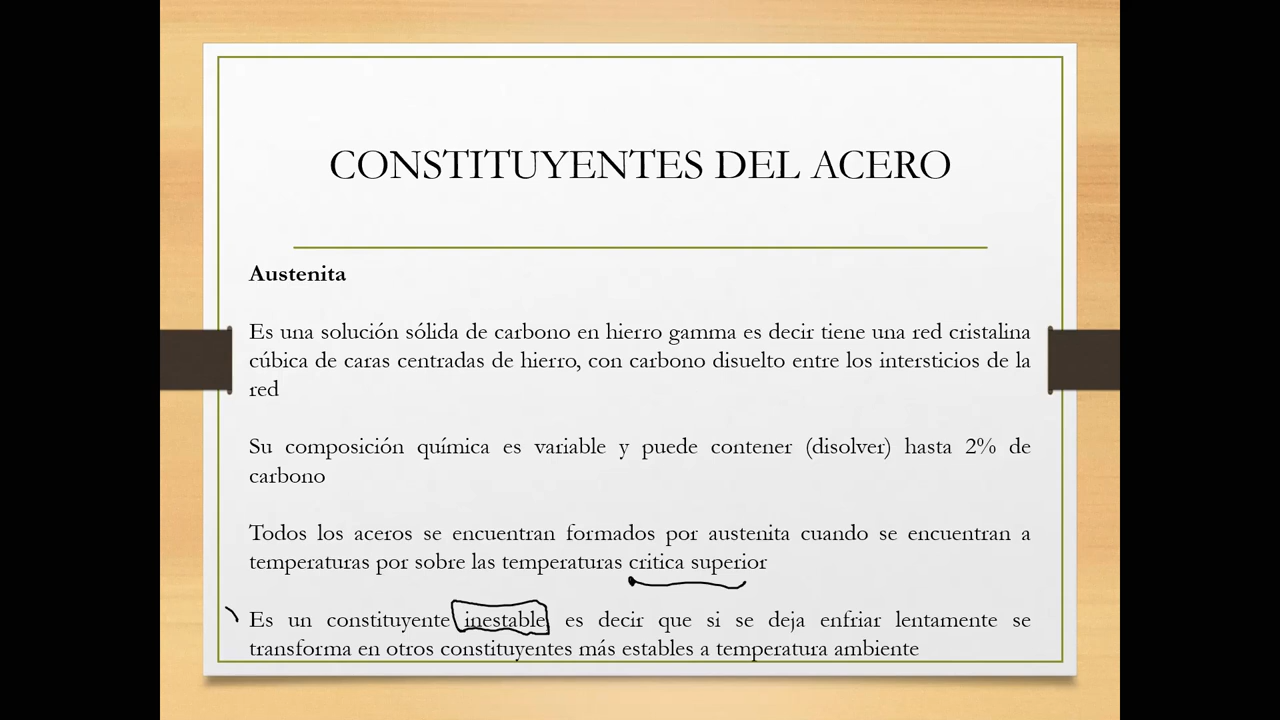 CONSTITUYENTES DEL ACERO
Austenita
Es una solución sólida de carbono en hierro gamma es decir tiene una red cristalina
cúbica de caras centradas de hierro, con carbono disuelto entre los intersticios de la
red
Su composición química es variable y puede contener (disolver) hasta 2% de
carbono
Todos los aceros se encuentran formados por austenita cuando se encuentran a
temperaturas por sobre las temperaturas critica superior
Es un constituyente inestable es decir que si se deja enfriar lentamente se
transforma en otros constituyentes más estables a temperatura ambiente